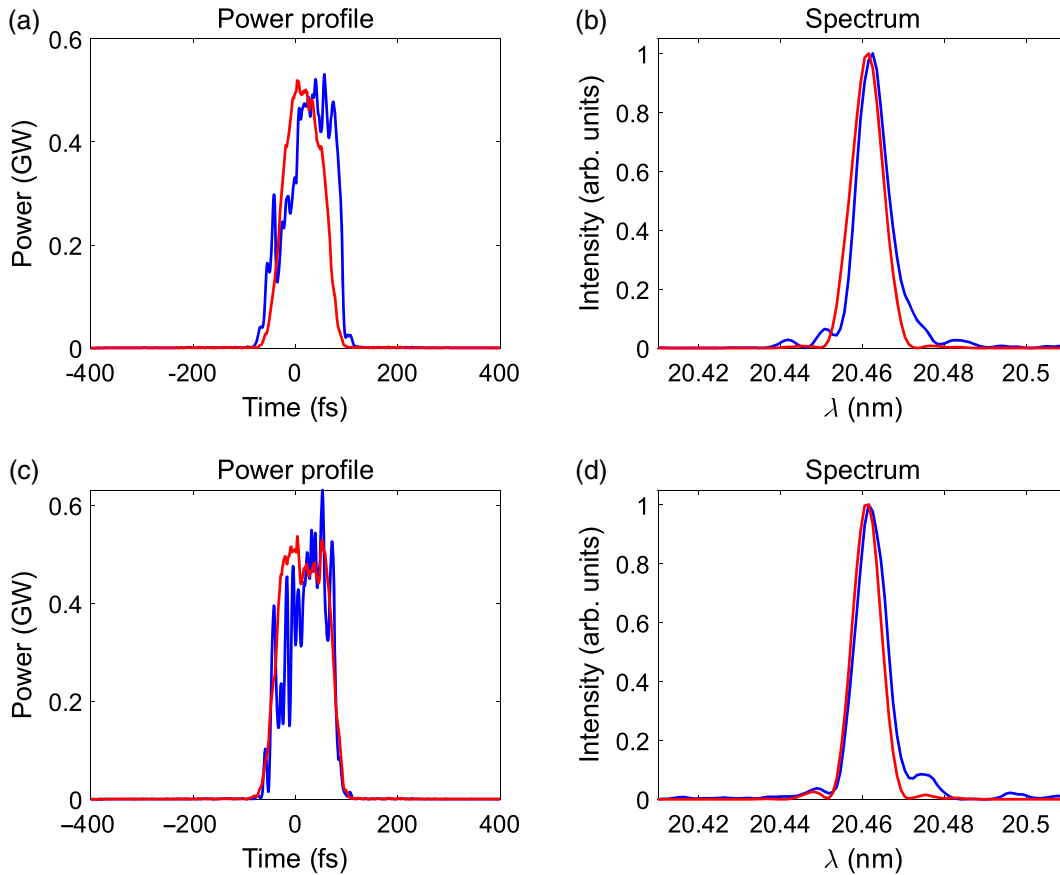 (a)
Power profile
0.6
0.4
0.2
0
Power (GW)
-400
-200
0
200
400
Time (fs)
(b)
Spectrum
1
0.8
0.6
0.4
0.2
0
Intensity (arb. units)
20.42
20.44
20.46
20.48
20.5
λ (nm)
(c)
Power profile
0.6
0.4
0.2
0
Power (GW)
−400
−200
0
200
400
Time (fs)
(d)
Spectrum
1
0.8
0.6
0.4
0.2
0
Intensity (arb. units)
20.42
20.44
20.46
20.48
20.5
λ (nm)